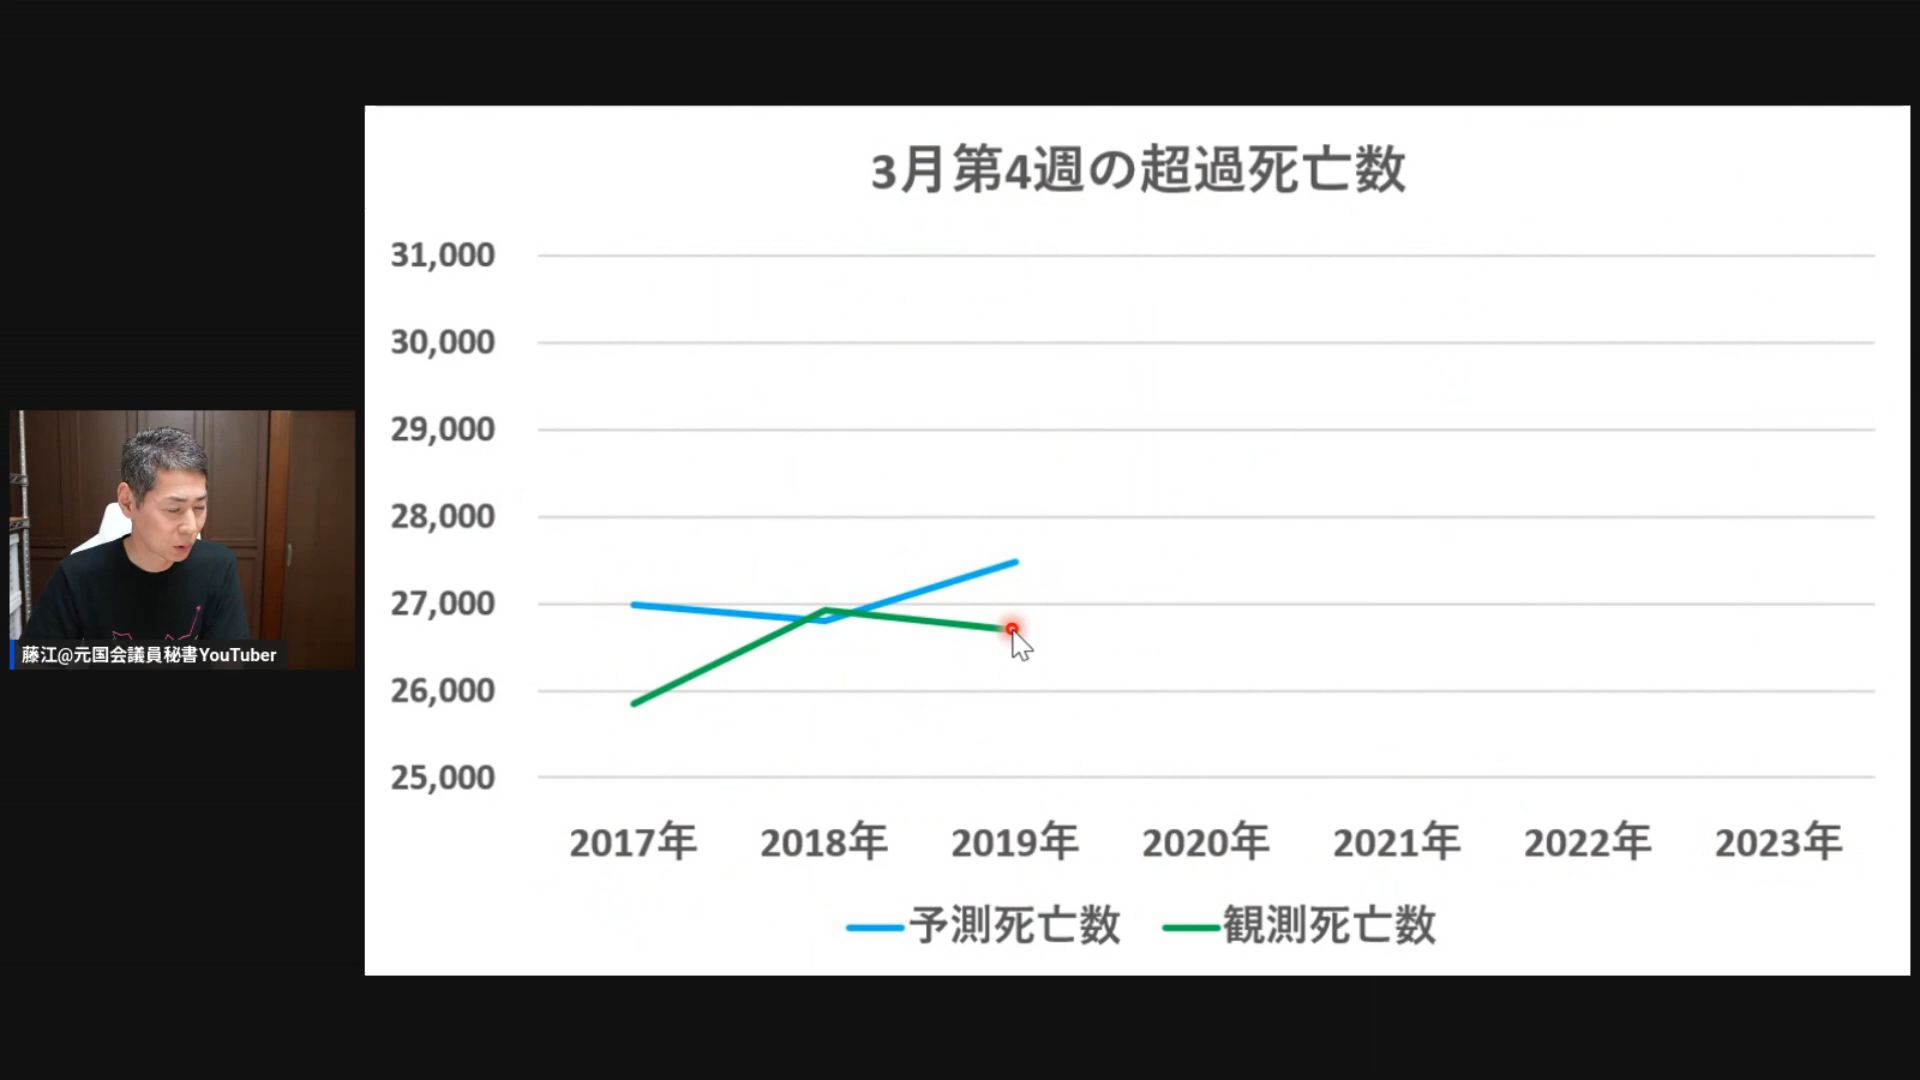 3月第4週の超過死亡数
31,000
30,000
29,000
28,000
27,000
26,000
25,000
2017年 2018年 2019年 2020年 2021年 2022年 2023年
予測死亡数 観測死亡数
藤江@元国会議員秘書YouTuber